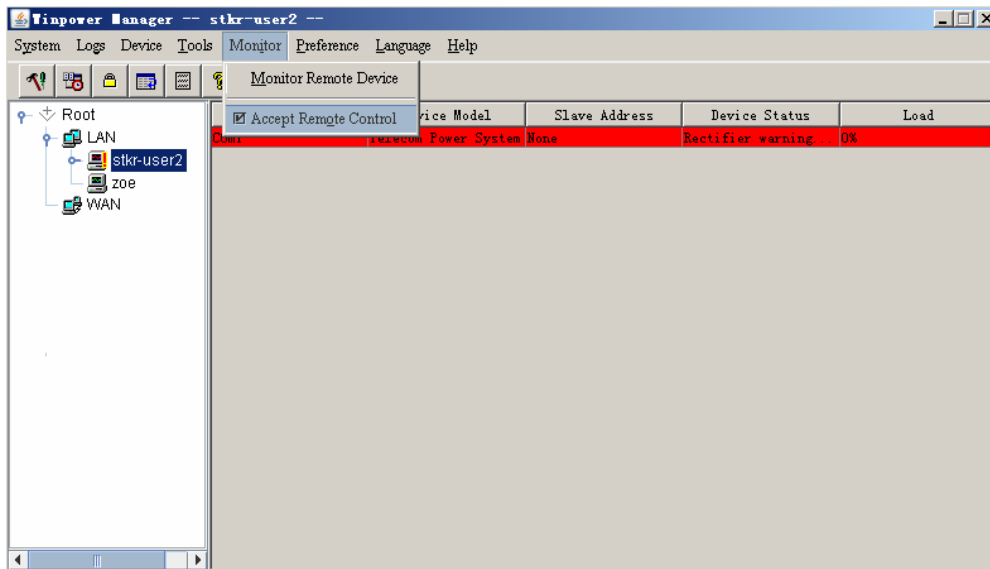 Winpower Manager -- stkr-user2 --
System Logs Device Tools Monitor Preference Language Help
Monitor Remote Device
Accept Remote Control
Root
LAN
stkr-user2
zoe
WAN
vice Model Slave Address Device Status Load
Com1 Telecom Power System None Rectifier warning... 0%